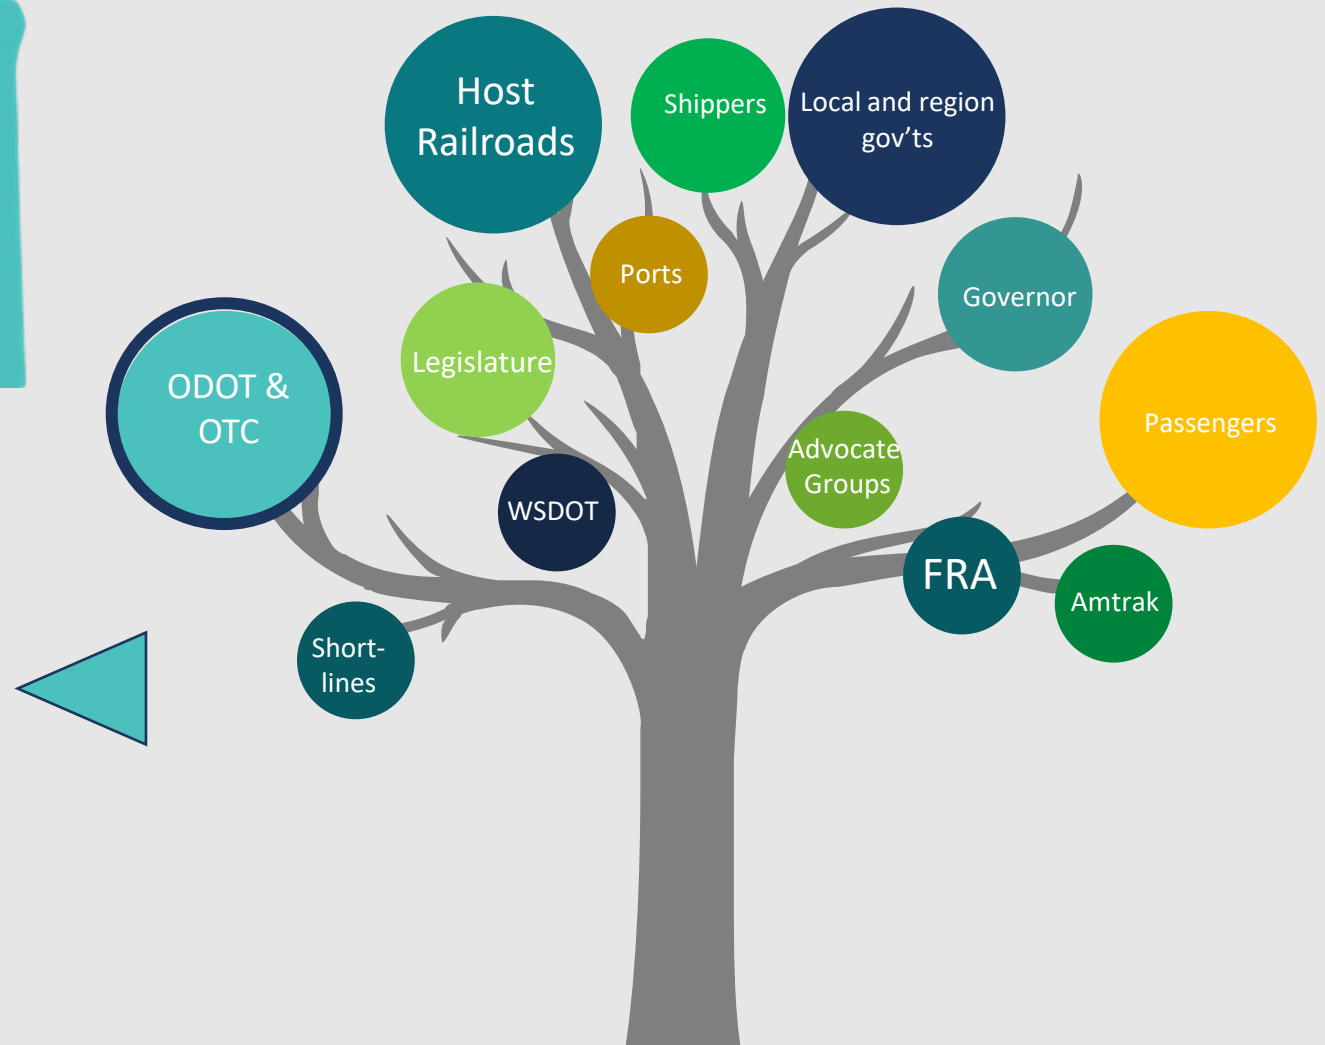 Host
Railroads
Shippers
Local and region
gov’ts
Ports
Governor
Legislature
ODOT &
OTC
Passengers
Advocate
Groups
WSDOT
FRA
Amtrak
Short-
lines